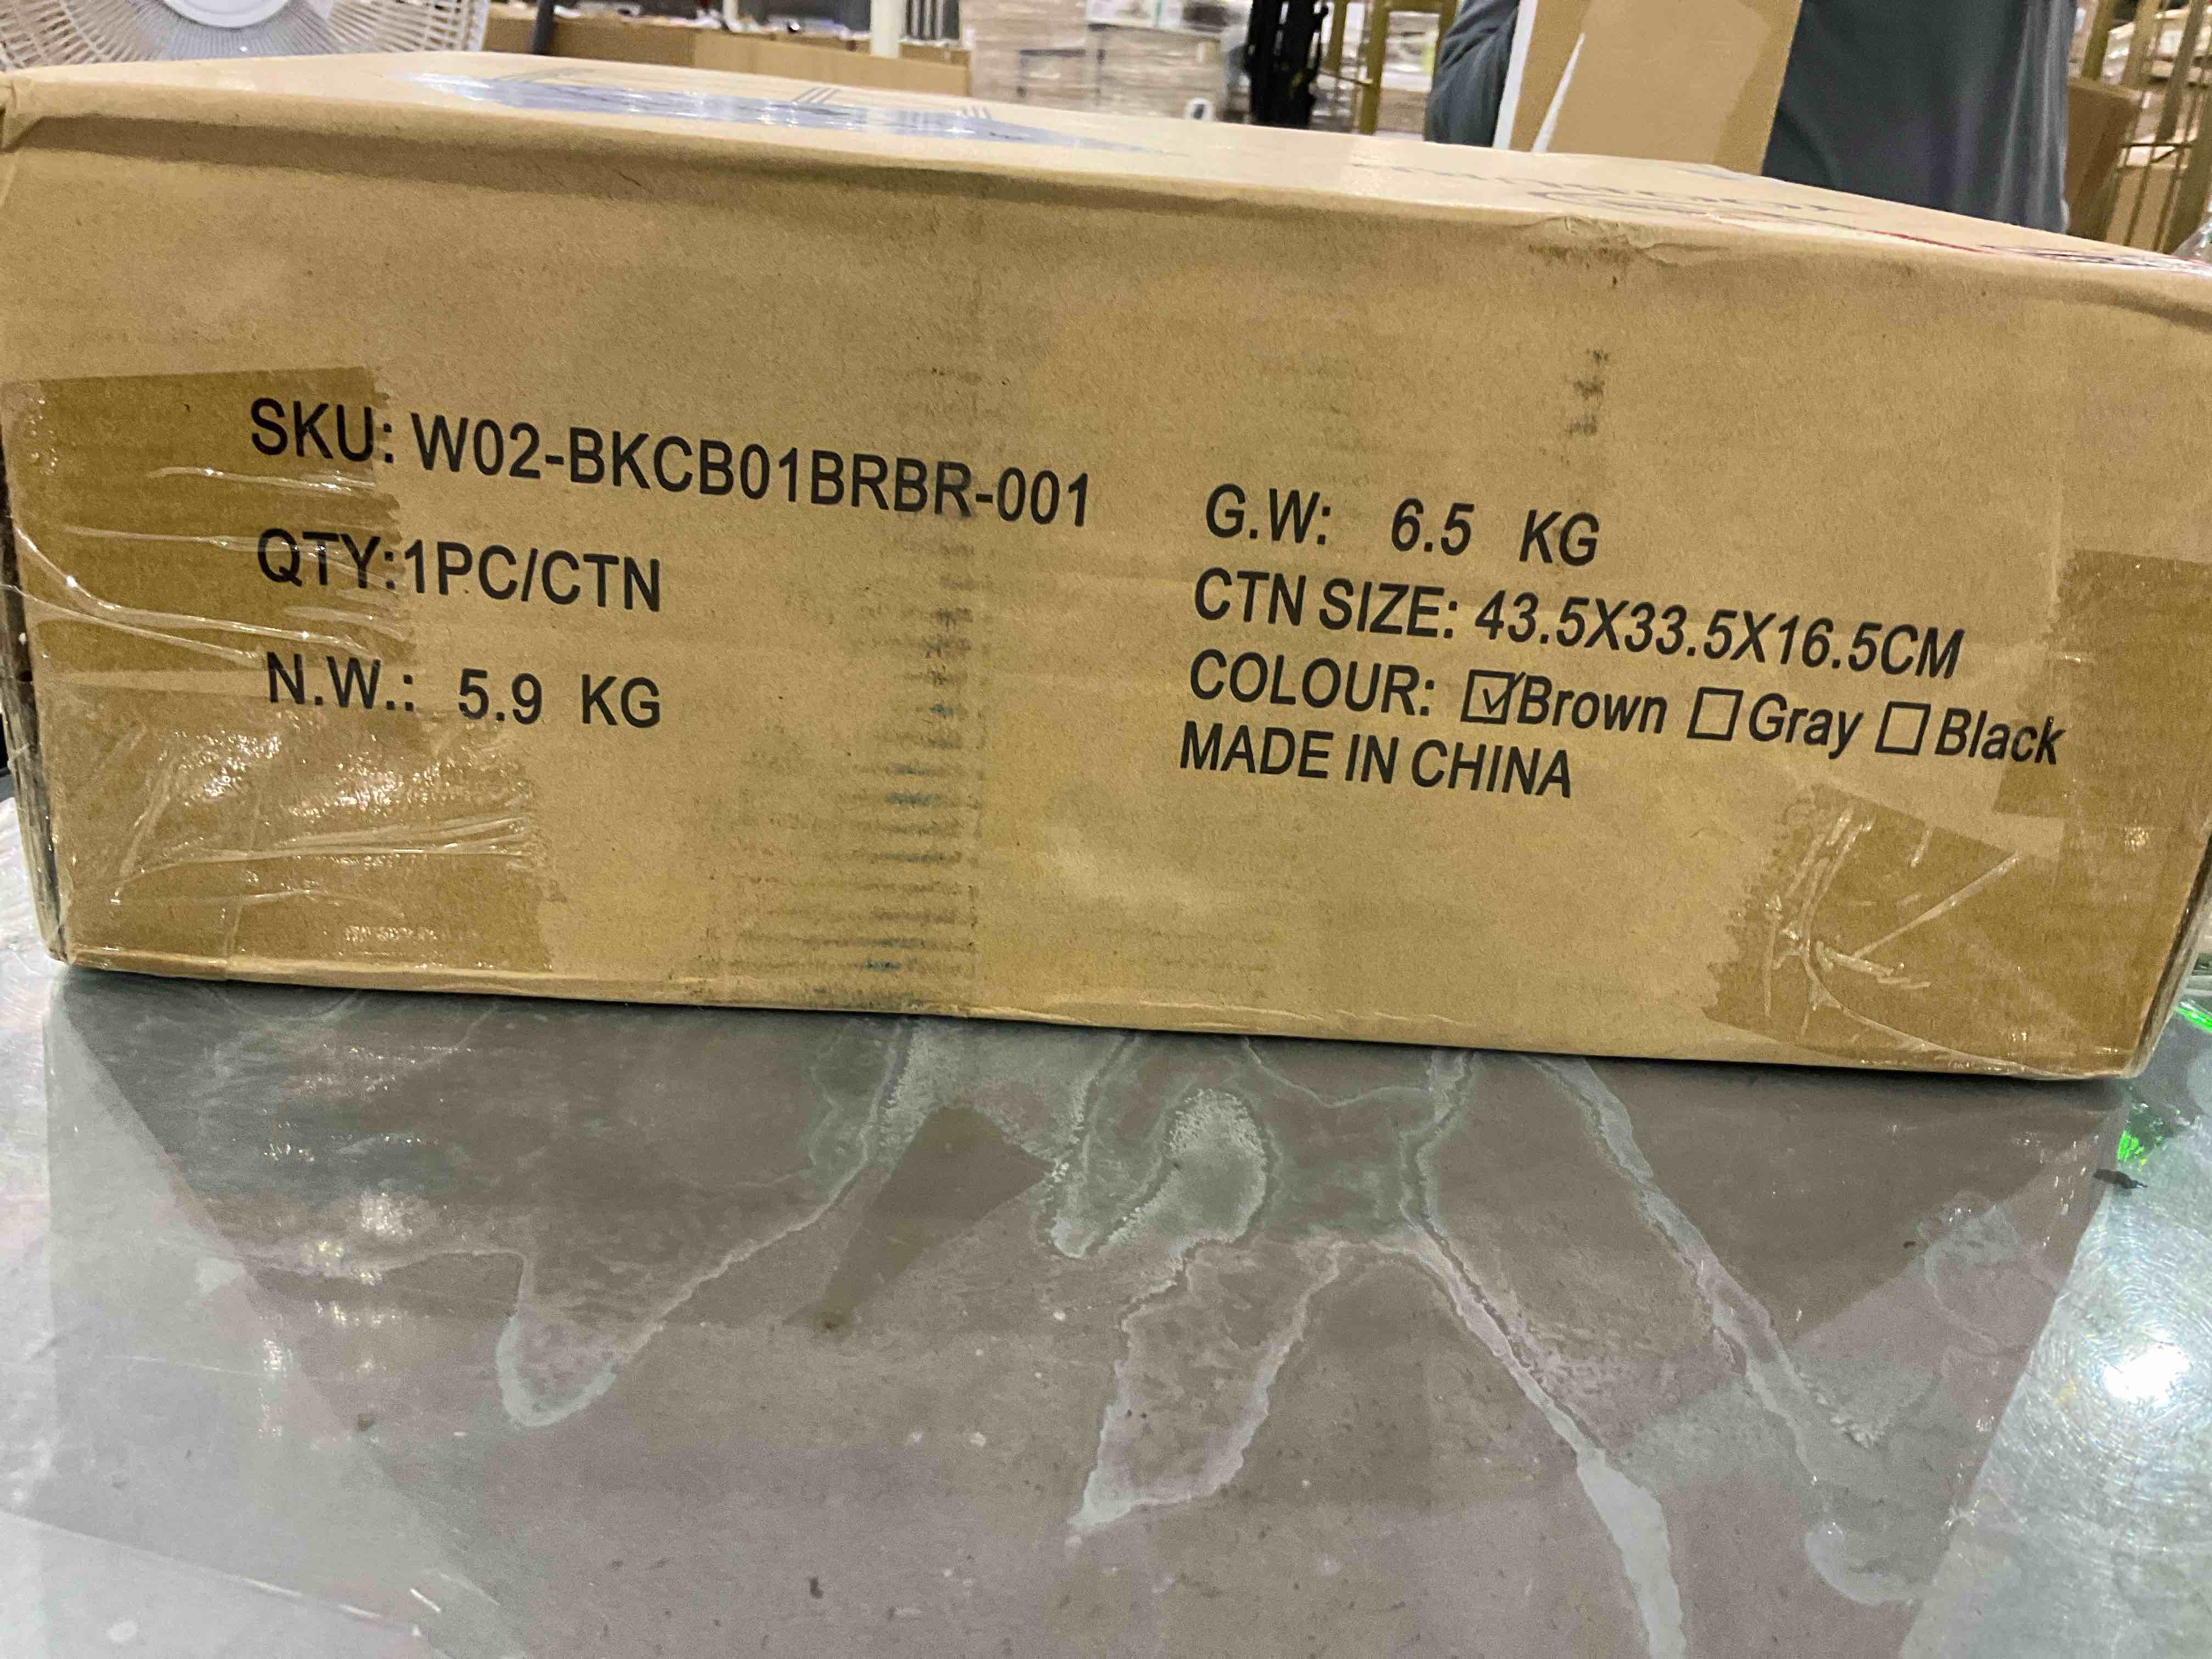 SKU: W02-BKCB01BRBR-001
QTY:1PC/CTN
N.W.: 5.9 KG
G.W: 6.5 KG
CTN SIZE: 43.5X33.5X16.5CM
COLOUR: ☑Brown ☐Gray ☐Black
MADE IN CHINA